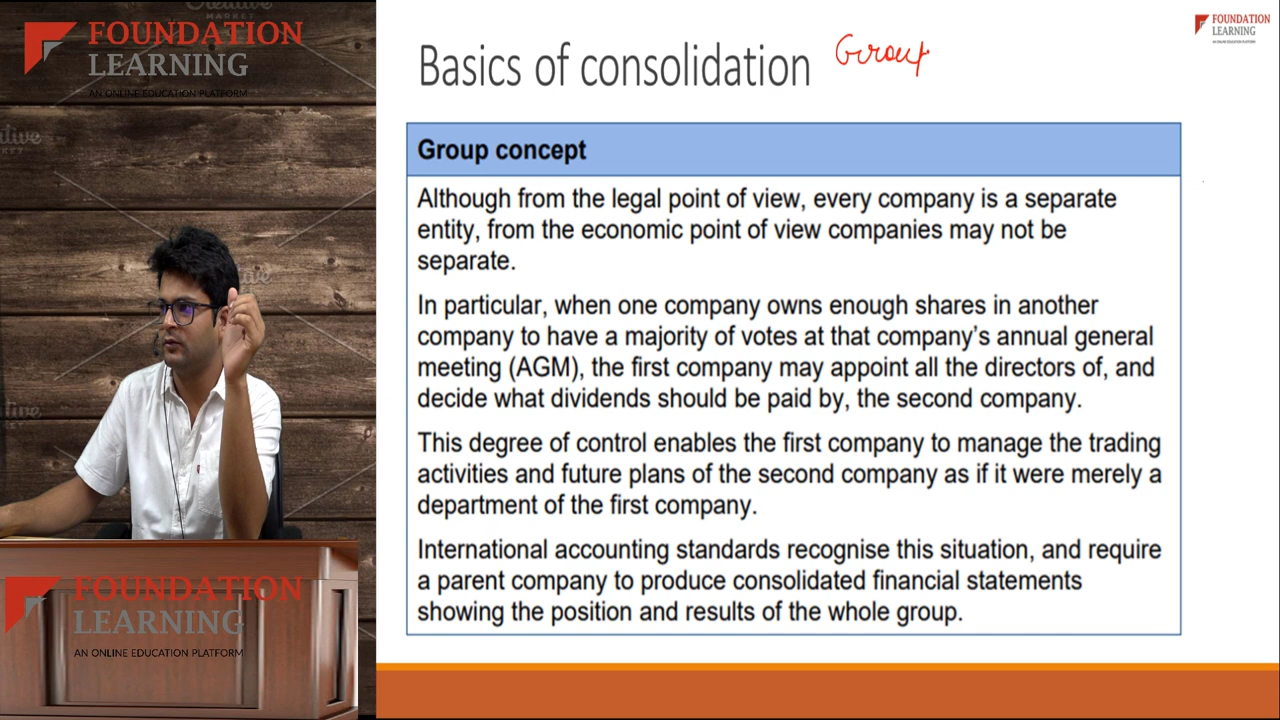 Creative
MARKET
FOUNDATION
LEARNING
AN ONLINE EDUCATION PLATFORM
Basics of consolidation
Group
FOUNDATION
LEARNING
AN ONLINE EDUCATION PLATFORM
Group concept
Although from the legal point of view, every company is a separate
entity, from the economic point of view companies may not be
separate.
In particular, when one company owns enough shares in another
company to have a majority of votes at that company's annual general
meeting (AGM), the first company may appoint all the directors of, and
decide what dividends should be paid by, the second company.
This degree of control enables the first company to manage the trading
activities and future plans of the second company as if it were merely a
department of the first company.
International accounting standards recognise this situation, and require
a parent company to produce consolidated financial statements
showing the position and results of the whole group.
FOUNDATION
LEARNING
AN ONLINE EDUCATION PLATFORM